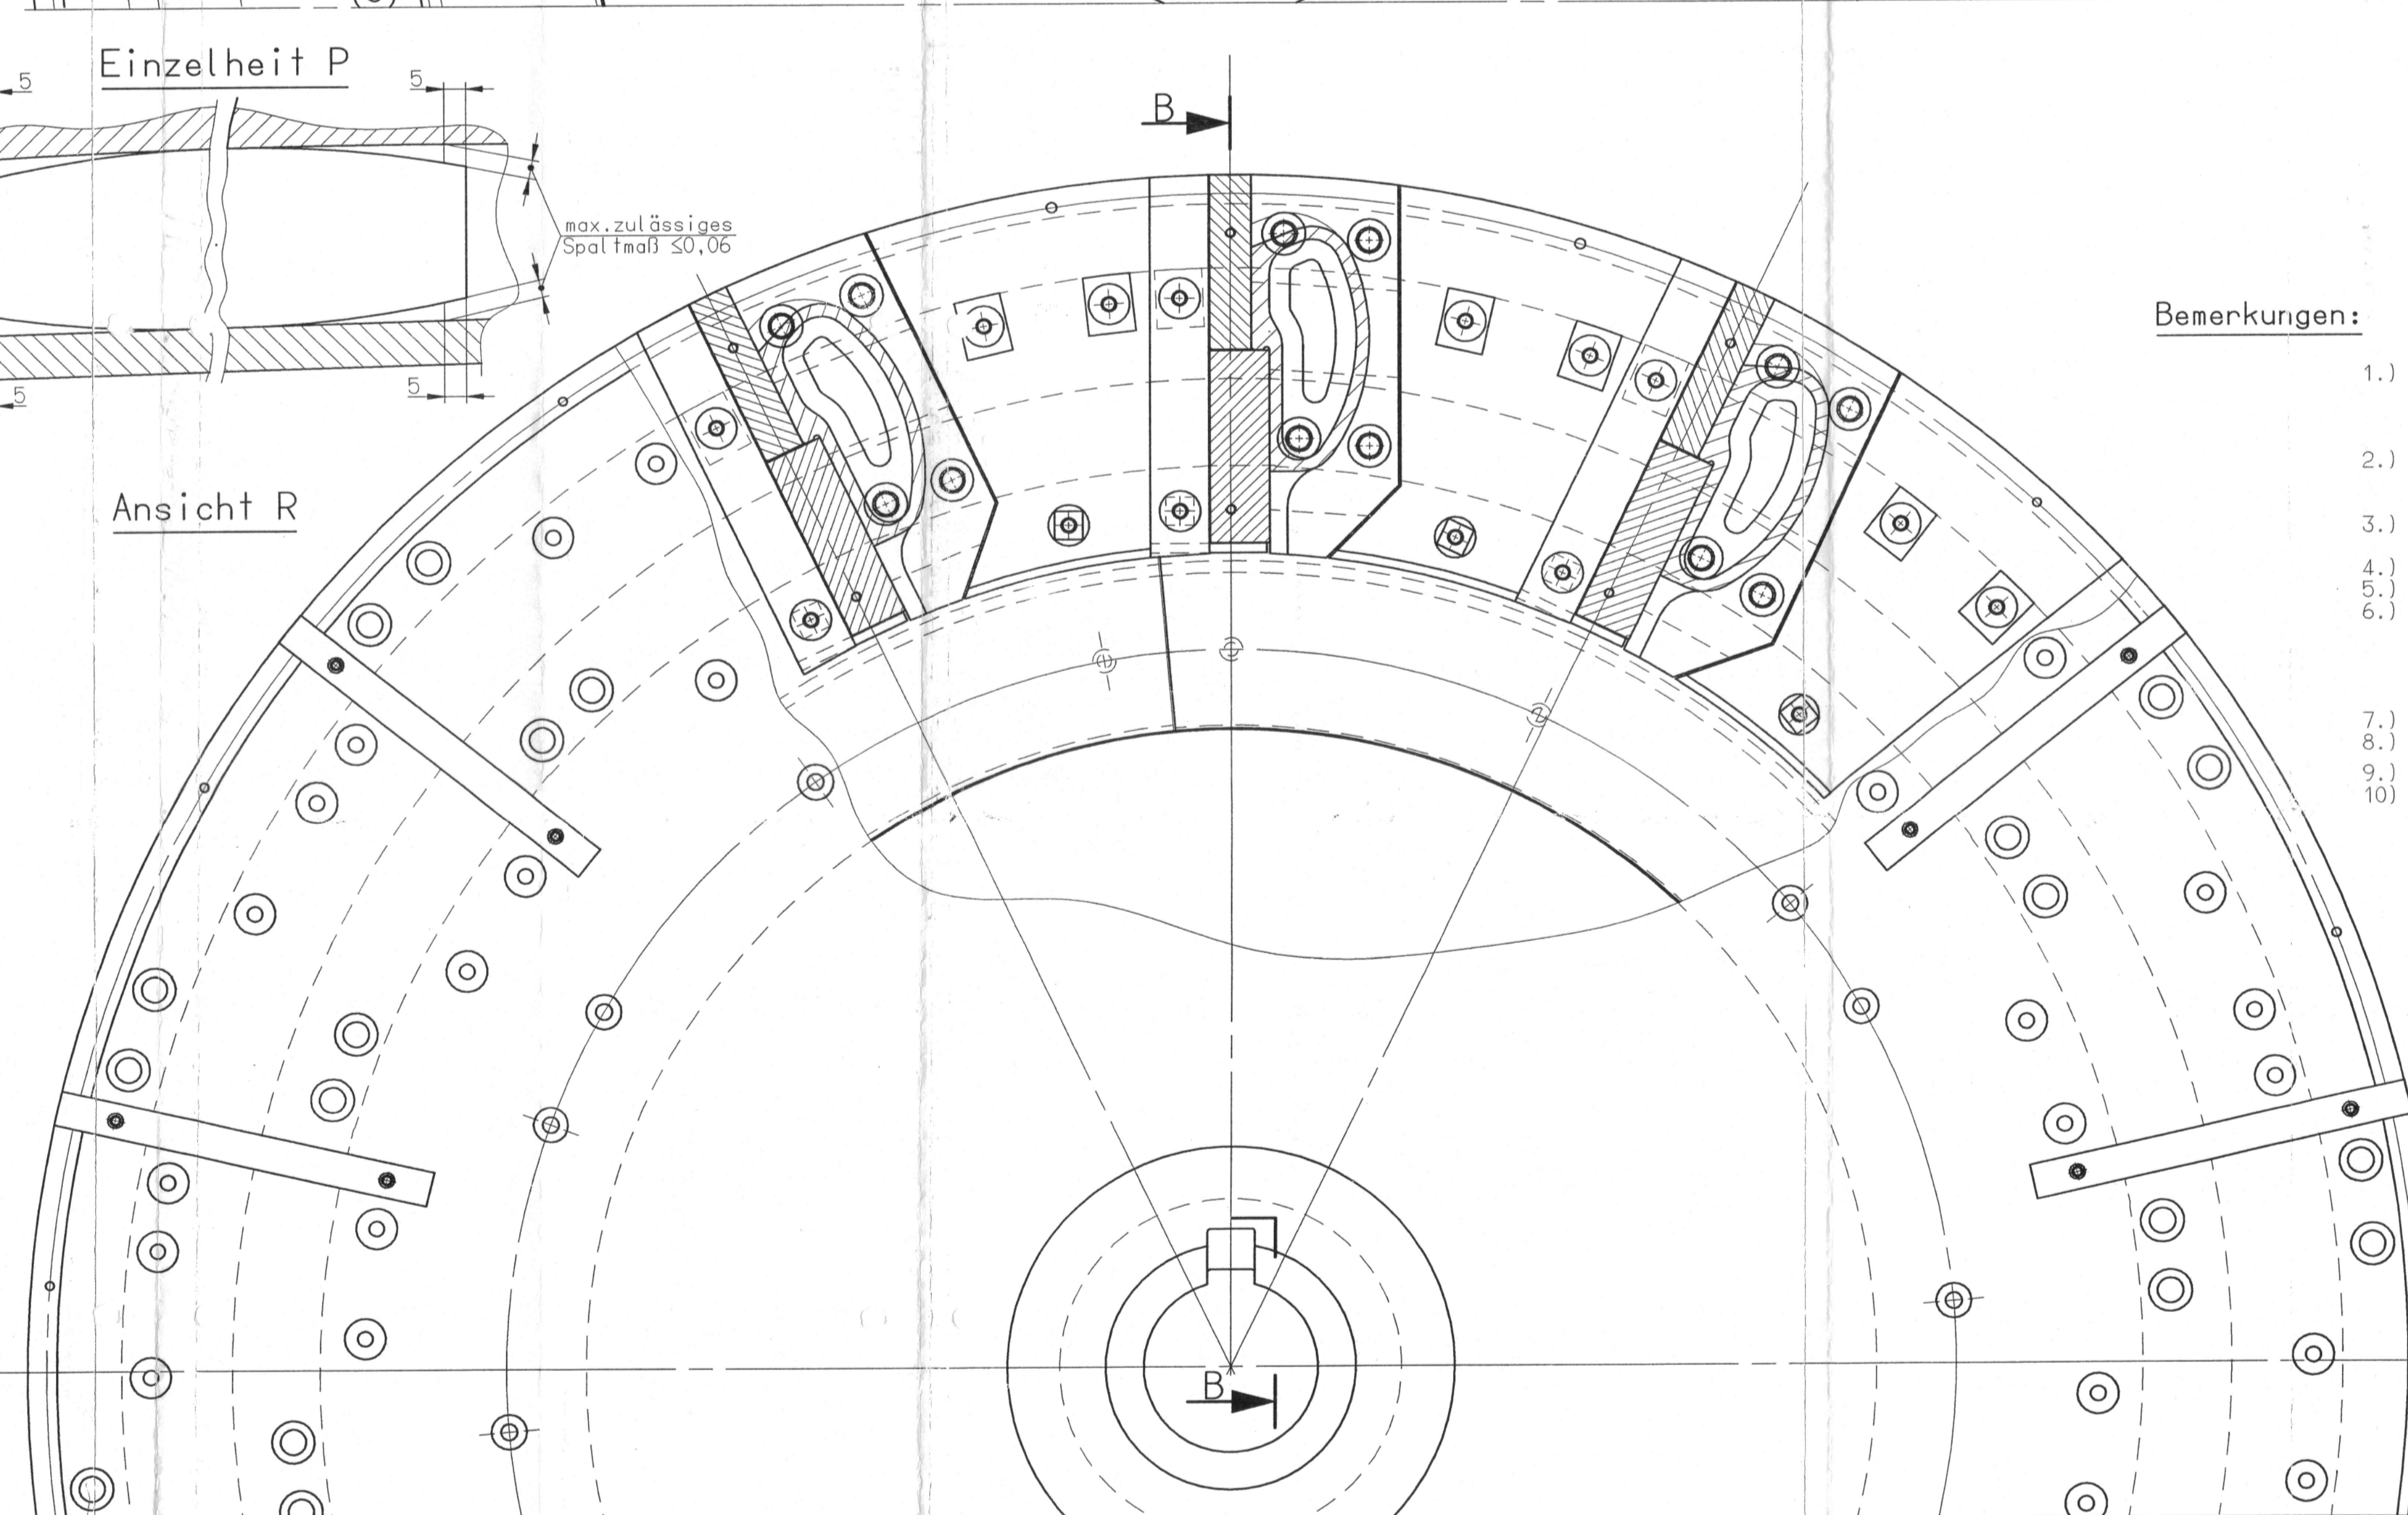 Einzelheit P
5
5
max.zulässiges
Spaltmaß ≤0,06
5
5
Ansicht R
B
B
Bemerkungen:
1.)
2.)
3.)
4.)
5.)
6.)
7.)
8.)
9.)
10)